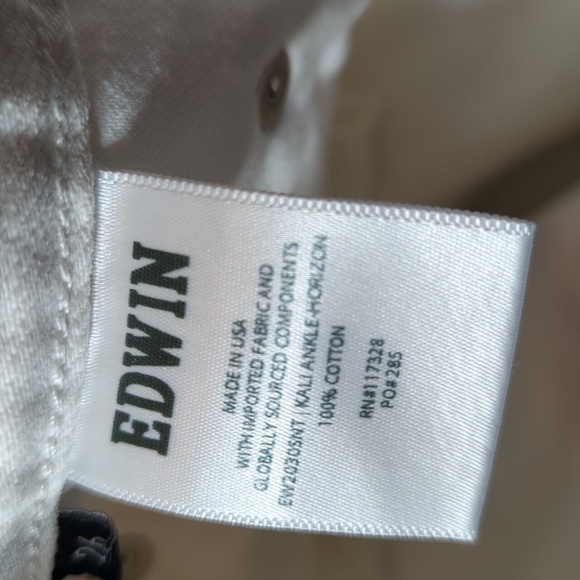 EDWIN
MADE IN USA
WITH IMPORTED FABRIC AND
GLOBALLY SOURCED COMPONENTS
EW2030SNT | KALI ANKLE-HORIZON
100% COTTON
RN#117328
PO#285
26